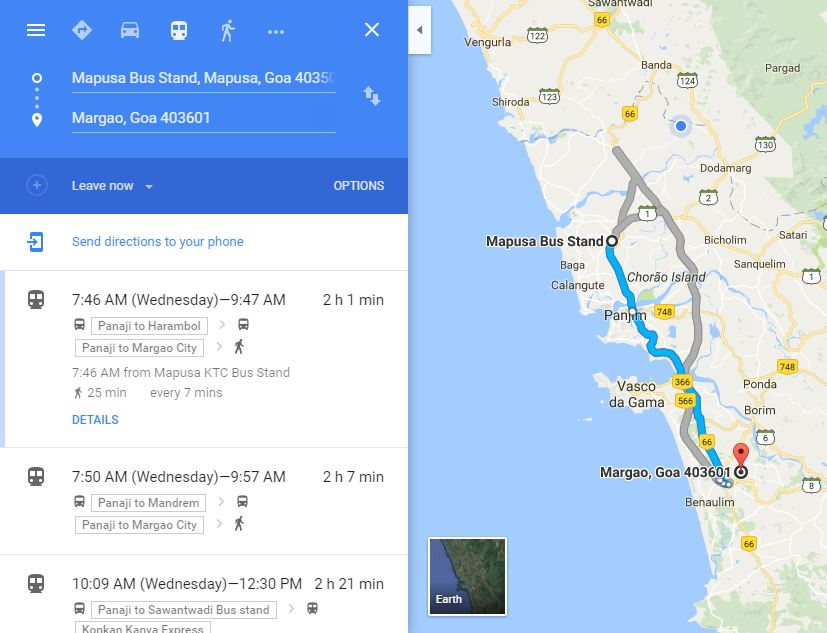 Mapusa Bus Stand, Mapusa, Goa 40350
Margao, Goa 403601
Leave now
OPTIONS
Send directions to your phone
7:46 AM (Wednesday)—9:47 AM 2 h 1 min
Panaji to Harambol
Panaji to Margao City
7:46 AM from Mapusa KTC Bus Stand
25 min every 7 mins
DETAILS
7:50 AM (Wednesday)—9:57 AM 2 h 7 min
Panaji to Mandrem
Panaji to Margao City
10:09 AM (Wednesday)—12:30 PM 2 h 21 min
Panaji to Sawantwadi Bus stand
Konkan Kanya Express
Sawantwadi
66
Vengurla
122
Banda
Pargad
124
Shiroda
123
66
130
Dodamarg
2
1
Mapusa Bus Stand
Bicholim
Satari
Baga
Sanquelim
Chorão Island
1
Calangute
Panjim
748
748
366
Vasco
da Gama
Ponda
566
Borim
66
6
Margao, Goa 403601
8
Benaulim
66
Earth